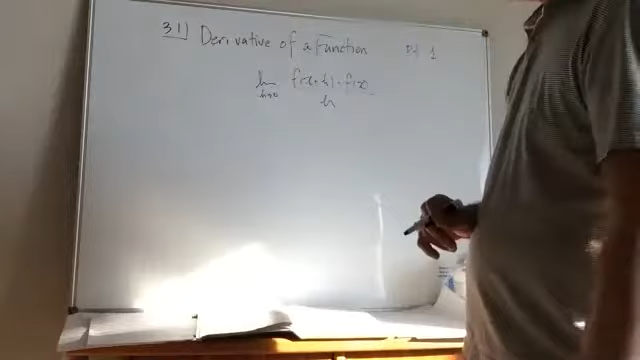 3.1) Derivative of a Function
lim f(x+h)-f(x)
h→0
h